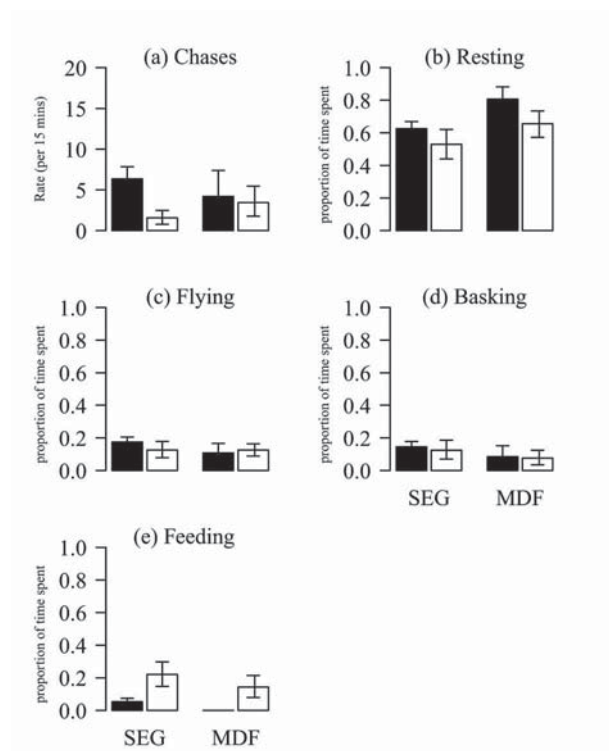 (a) Chases
Rate (per 15 mins)
20
15
10
5
0
(b) Resting
proportion of time spent
1.0
0.8
0.6
0.4
0.2
0.0
(c) Flying
proportion of time spent
1.0
0.8
0.6
0.4
0.2
0.0
(d) Basking
proportion of time spent
1.0
0.8
0.6
0.4
0.2
0.0
SEG MDF
(e) Feeding
proportion of time spent
1.0
0.8
0.6
0.4
0.2
0.0
SEG MDF